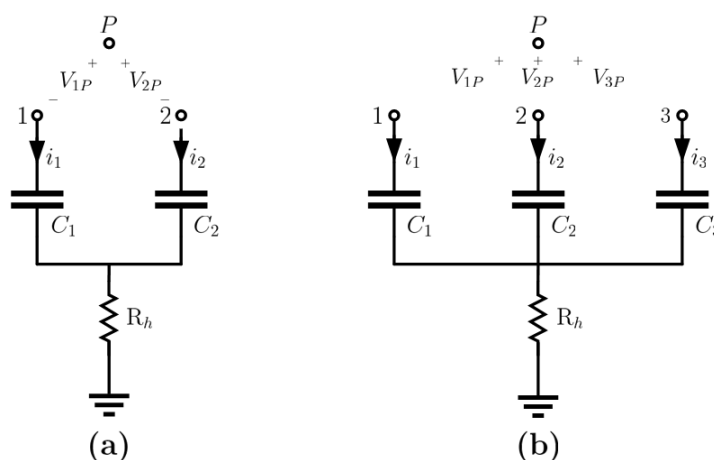 P P
+ + + + +
V₁P V₂P V₁P V₂P V₃P
1 − 2 − 1 2 3
i₁ i₂ i₁ i₂ i₃
C₁ C₂ C₁ C₂
Rₕ Rₕ
(a) (b)